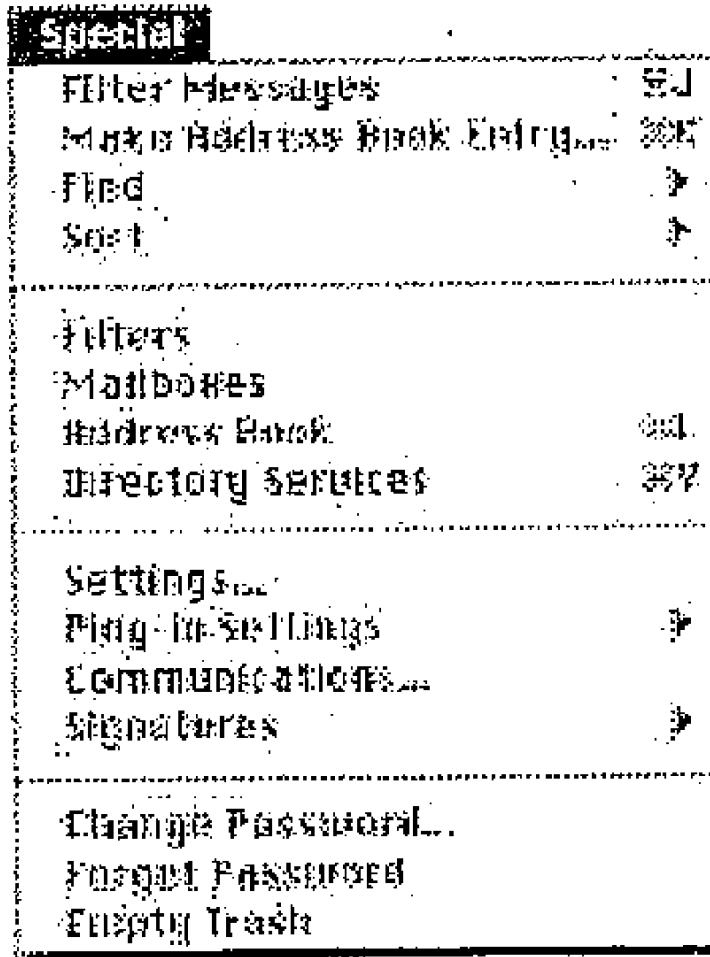 Special
Filter Messages ⌘J
Make Address Book Entry... ⌘K
Find
Sort
Filters
Mailboxes
Address Book ⌘L
Directory Services ⌘Y
Settings...
Plug-in Settings
Communications...
Signatures
Change Password...
Forget Password
Empty Trash